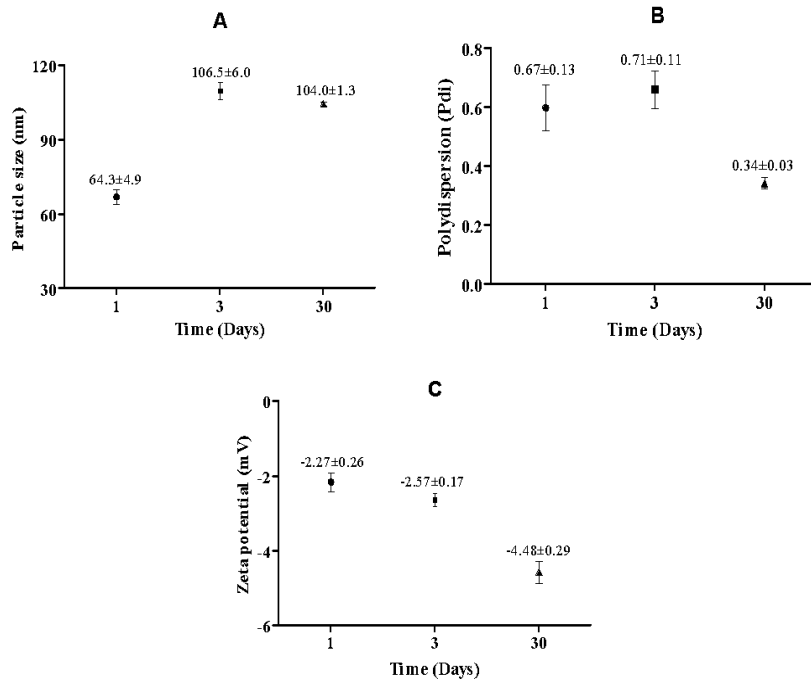 A
Particle size (nm)
120
90
60
30
64.3±4.9
106.5±6.0
104.0±1.3
1 3 30
Time (Days)
B
Polydispersion (Pdi)
0.8
0.6
0.4
0.2
0.0
0.67±0.13
0.71±0.11
0.34±0.03
1 3 30
Time (Days)
C
Zeta potential (mV)
0
-2
-4
-6
-2.27±0.26
-2.57±0.17
-4.48±0.29
1 3 30
Time (Days)